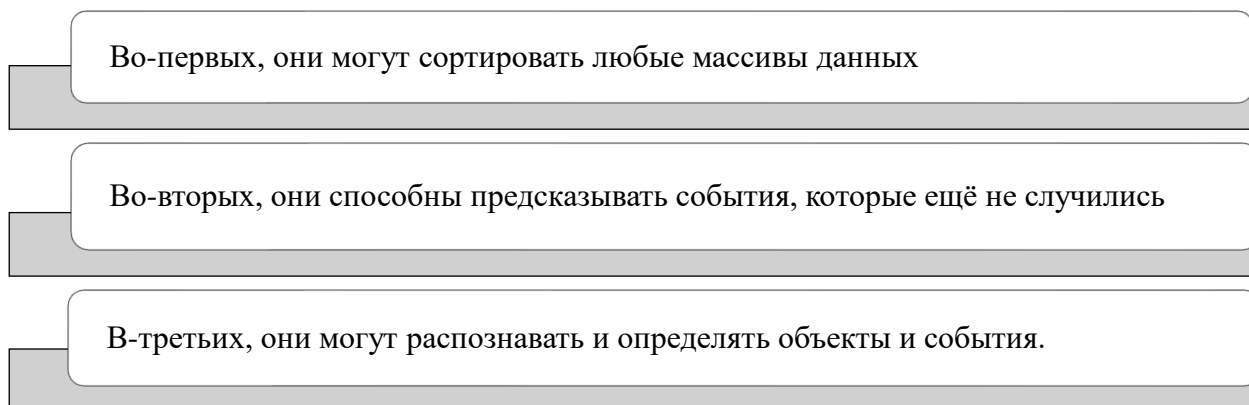 Во-первых, они могут сортировать любые массивы данных
Во-вторых, они способны предсказывать события, которые ещё не случились
В-третьих, они могут распознавать и определять объекты и события.